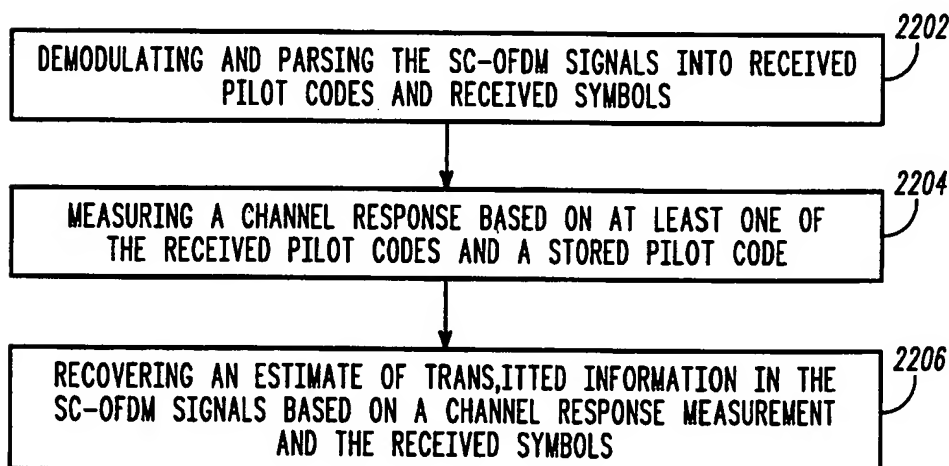 2202
DEMODULATING AND PARSING THE SC-OFDM SIGNALS INTO RECEIVED
PILOT CODES AND RECEIVED SYMBOLS
2204
MEASURING A CHANNEL RESPONSE BASED ON AT LEAST ONE OF
THE RECEIVED PILOT CODES AND A STORED PILOT CODE
2206
RECOVERING AN ESTIMATE OF TRANS,ITTED INFORMATION IN THE
SC-OFDM SIGNALS BASED ON A CHANNEL RESPONSE MEASUREMENT
AND THE RECEIVED SYMBOLS